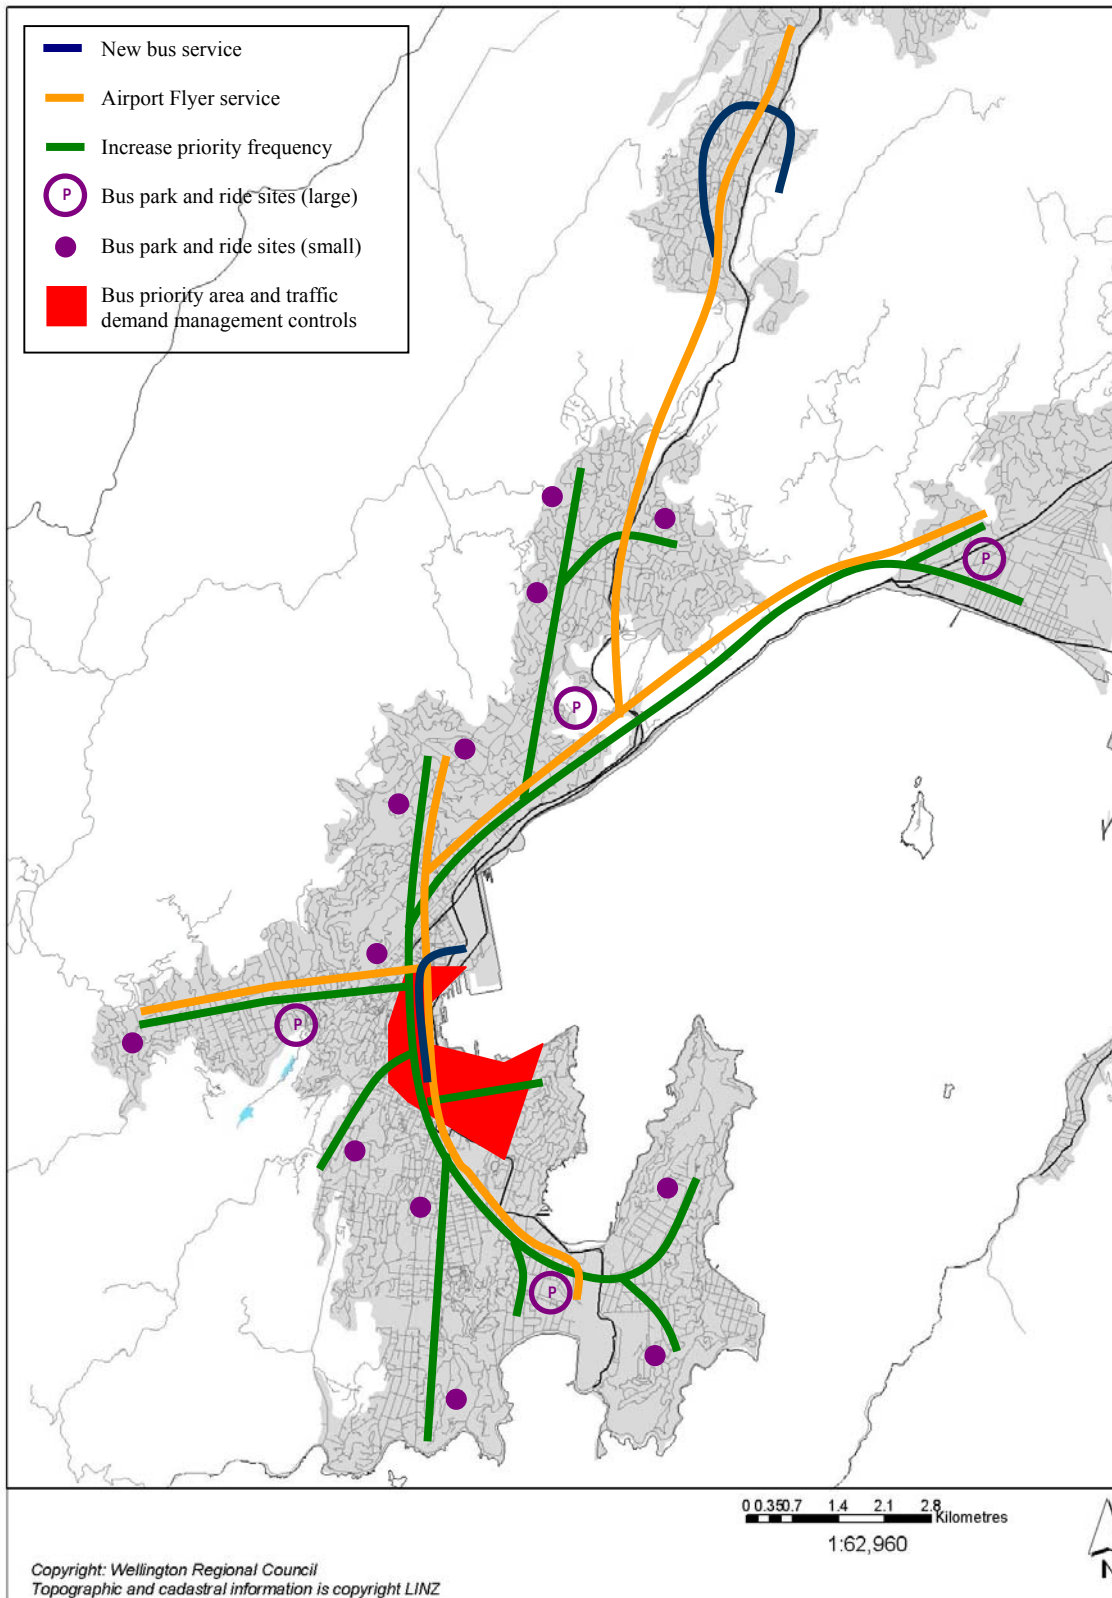 New bus service
Airport Flyer service
Increase priority frequency
P Bus park and ride sites (large)
Bus park and ride sites (small)
Bus priority area and traffic
demand management controls
P
P
P
P
0 0.35 0.7 1.4 2.1 2.8
Kilometres
1:62,960
N
Copyright: Wellington Regional Council
Topographic and cadastral information is copyright LINZ